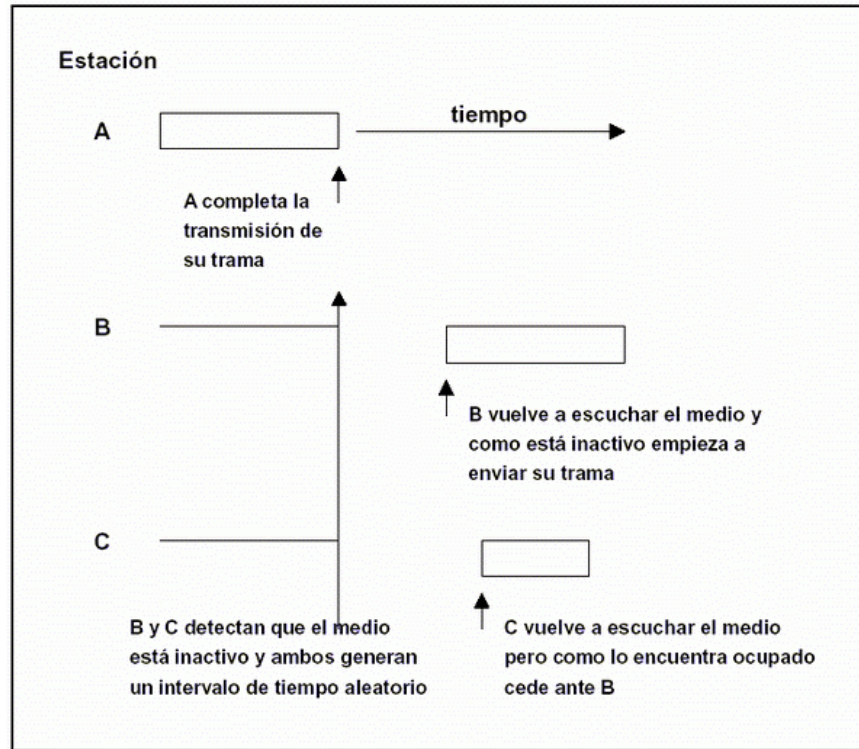 Estación
A
tiempo
A completa la
transmisión de
su trama
B
B vuelve a escuchar el medio y
como está inactivo empieza a
enviar su trama
C
B y C detectan que el medio
está inactivo y ambos generan
un intervalo de tiempo aleatorio
C vuelve a escuchar el medio
pero como lo encuentra ocupado
cede ante B